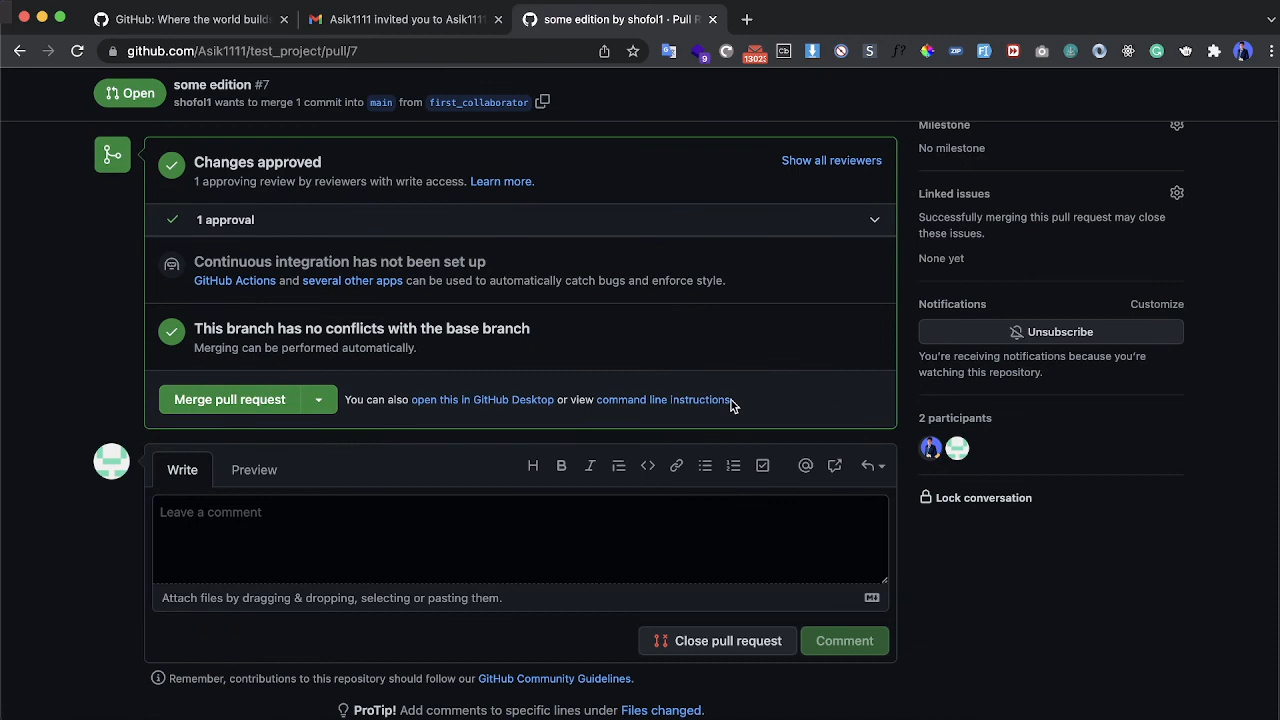 GitHub: Where the world build
Asik1111 invited you to Asik1111
some edition by shofol1 · Pull R
github.com/Asik1111/test_project/pull/7
9
13023
Open
some edition #7
shofol1 wants to merge 1 commit into main from first_collaborator
Changes approved
Show all reviewers
1 approving review by reviewers with write access. Learn more.
1 approval
Continuous integration has not been set up
GitHub Actions and several other apps can be used to automatically catch bugs and enforce style.
This branch has no conflicts with the base branch
Merging can be performed automatically.
Merge pull request
You can also open this in GitHub Desktop or view command line instructions.
Write
Preview
Leave a comment
Attach files by dragging & dropping, selecting or pasting them.
Close pull request
Comment
Remember, contributions to this repository should follow our GitHub Community Guidelines.
ProTip! Add comments to specific lines under Files changed.
Milestone
No milestone
Linked issues
Successfully merging this pull request may close
these issues.
None yet
Notifications
Customize
Unsubscribe
You're receiving notifications because you're
watching this repository.
2 participants
Lock conversation